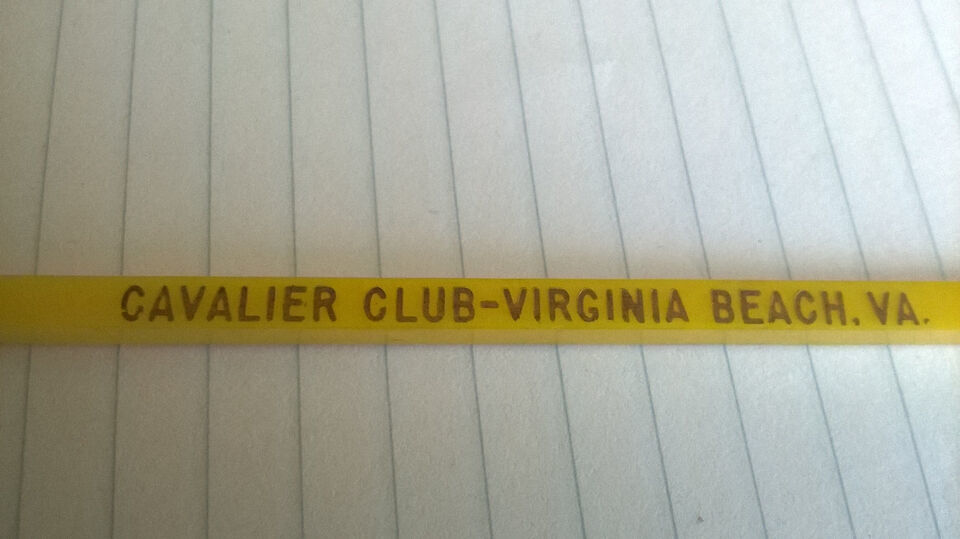 CAVALIER CLUB-VIRGINIA BEACH, VA.